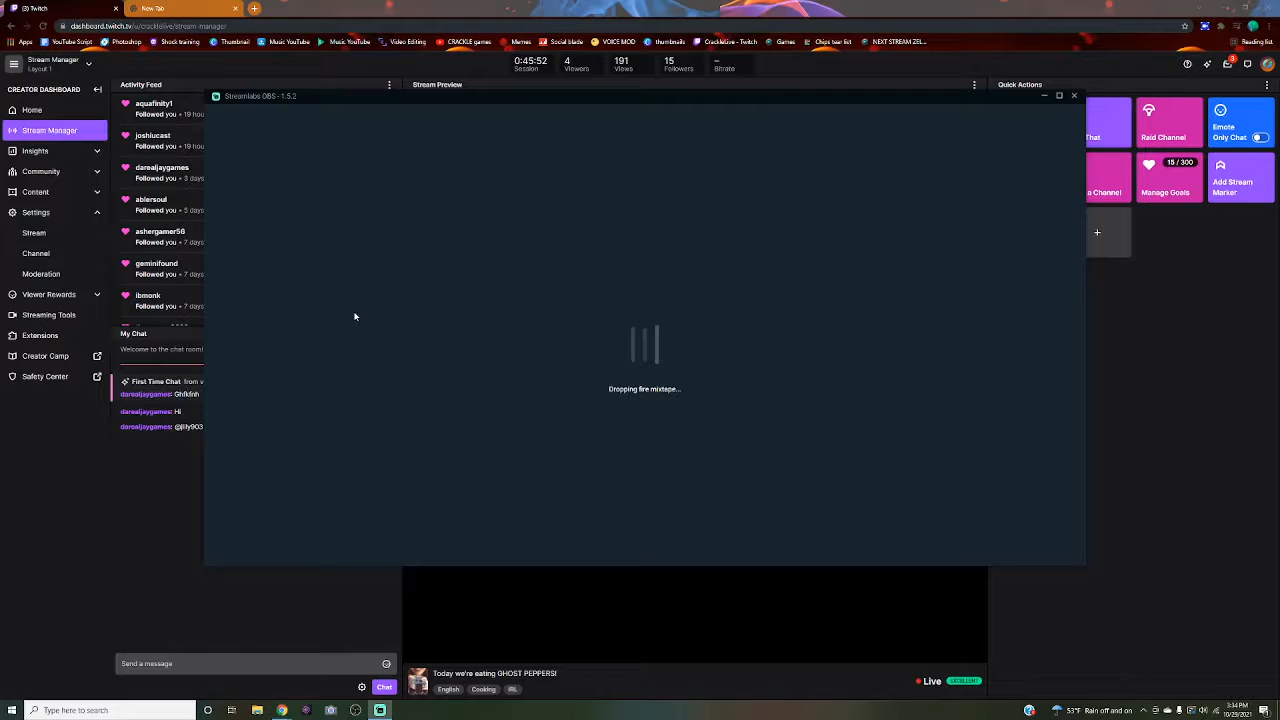 (3) Twitch
New Tab
dashboard.twitch.tv/u/cracklelive/stream-manager
Apps
YouTube Script
Photoshop
Shock training
Thumbnail
Music YouTube
Music YouTube
Video Editing
CRACKLE games
Memes
Social blade
VOICE MOD
thumbnails
CrackleLive - Twitch
Games
Chips tear list
NEXT STREAM ZEL...
Reading list
Stream Manager
Layout 1
0:45:52
Session
4
Viewers
191
Views
15
Followers
–
Bitrate
3
CREATOR DASHBOARD
Home
Stream Manager
Insights
Community
Content
Settings
Stream
Channel
Moderation
Viewer Rewards
Streaming Tools
Extensions
Creator Camp
Safety Center
Activity Feed
aquafinity1
Followed you • 19 hou
joshlucast
Followed you • 19 hour
darealjaygames
Followed you • 3 days
ablersoul
Followed you • 5 days
ashergamer56
Followed you • 7 days
geminifound
Followed you • 7 days
ibmonk
Followed you • 7 days
My Chat
Welcome to the chat room!
First Time Chat from v
darealjaygames: Ghfkfnh
darealjaygames: Hi
darealjaygames: @jlily903
Send a message
Chat
Stream Preview
Streamlabs OBS - 1.5.2
Dropping fire mixtape...
Today we're eating GHOST PEPPERS!
English
Cooking
IRL
Live
EXCELLENT
Quick Actions
That
Raid Channel
Emote
Only Chat
a Channel
15 / 300
Manage Goals
Add Stream
Marker
Type here to search
53°F Rain off and on
3:34 PM
10/29/2021